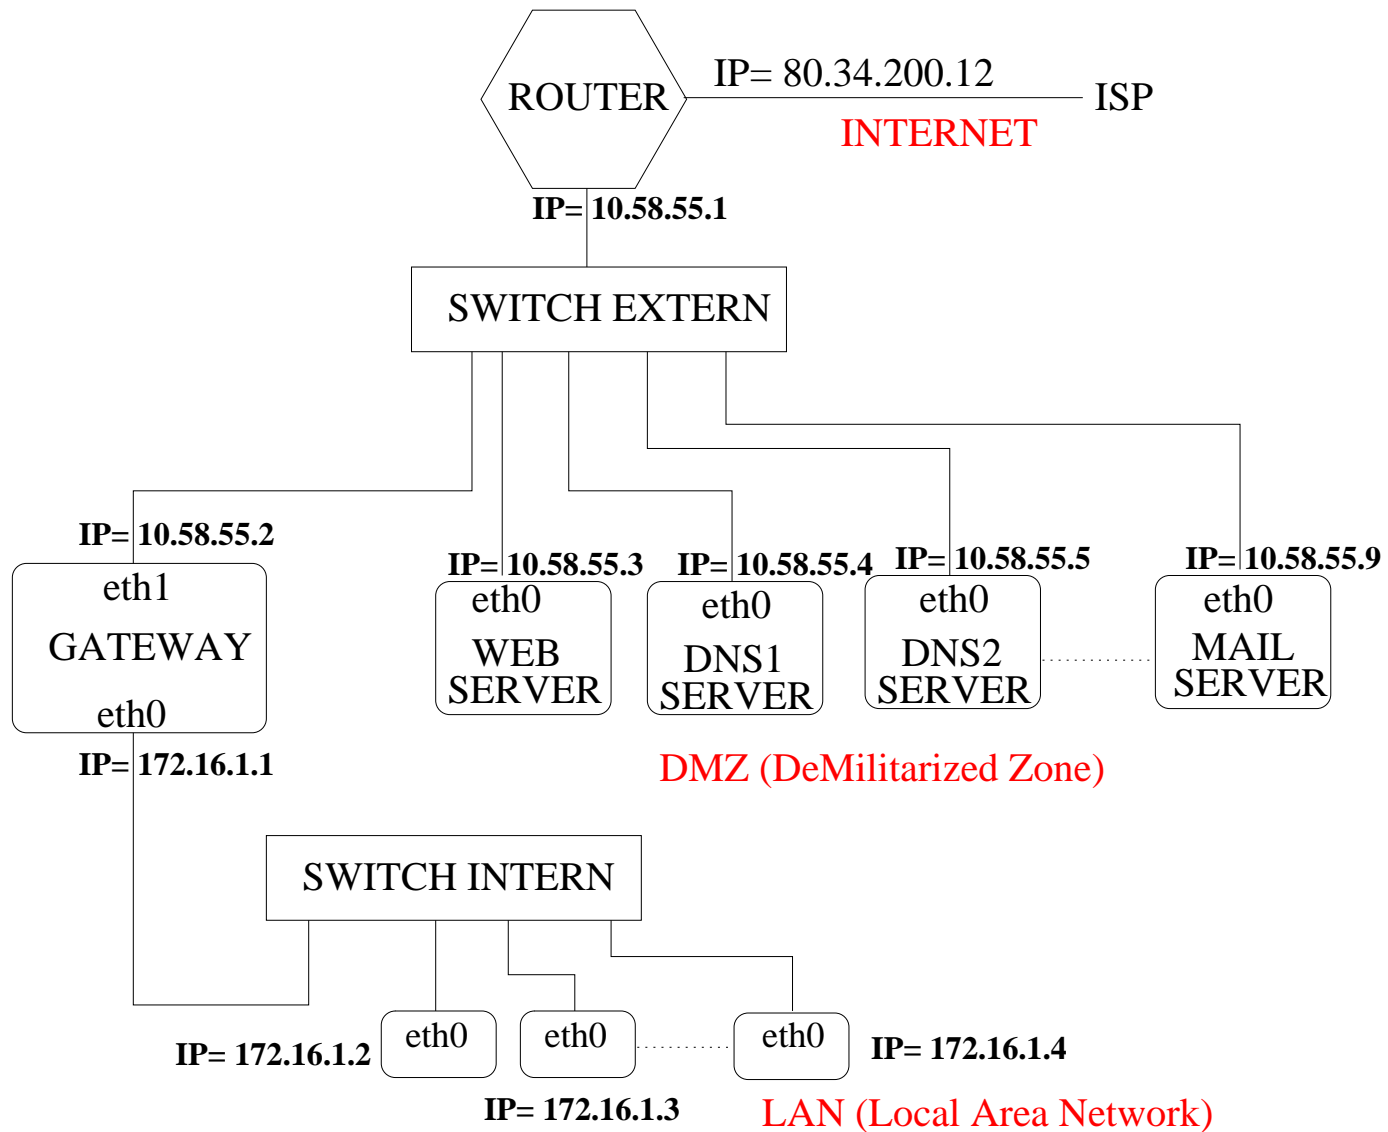 ROUTER
IP= 80.34.200.12
ISP
INTERNET
IP= 10.58.55.1
SWITCH EXTERN
IP= 10.58.55.2
IP= 10.58.55.3
IP= 10.58.55.4
IP= 10.58.55.5
IP= 10.58.55.9
eth1
GATEWAY
eth0
eth0
WEB
SERVER
eth0
DNS1
SERVER
eth0
DNS2
SERVER
eth0
MAIL
SERVER
IP= 172.16.1.1
DMZ (DeMilitarized Zone)
SWITCH INTERN
eth0
eth0
eth0
IP= 172.16.1.2
IP= 172.16.1.4
IP= 172.16.1.3
LAN (Local Area Network)